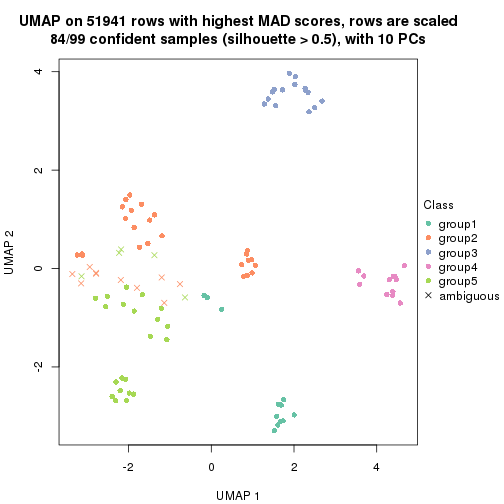 UMAP on 51941 rows with highest MAD scores, rows are scaled
84/99 confident samples (silhouette > 0.5), with 10 PCs
4
2
0
-2
UMAP 2
-2
0
2
4
UMAP 1
Class
group1
group2
group3
group4
group5
ambiguous